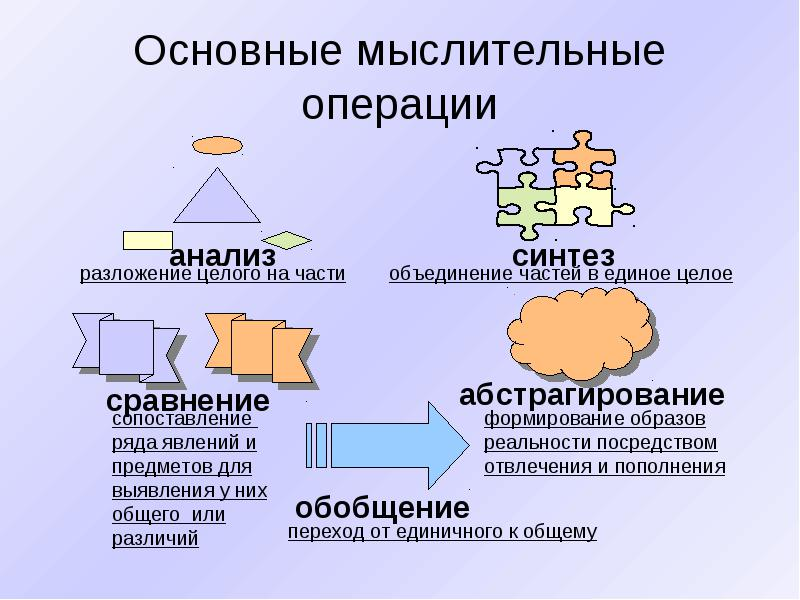 Основные мыслительные
операции
анализ
разложение целого на части
синтез
объединение частей в единое целое
сравнение
сопоставление
ряда явлений и
предметов для
выявления у них
общего или
различий
абстрагирование
формирование образов
реальности посредством
отвлечения и пополнения
обобщение
переход от единичного к общему